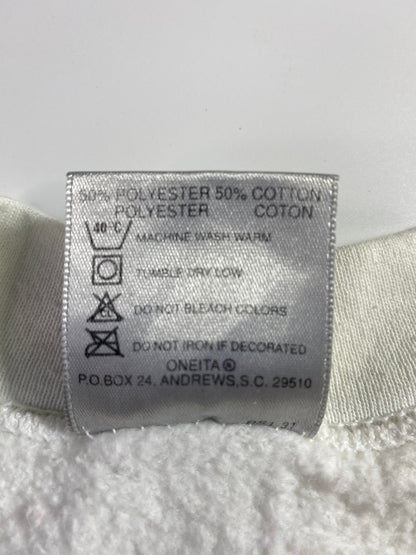 50% POLYESTER 50% COTTON
POLYESTER COTON
40°C MACHINE WASH WARM
TUMBLE DRY LOW
CL DO NOT BLEACH COLORS
DO NOT IRON IF DECORATED
ONEITA®
P.O.BOX 24, ANDREWS, S.C. 29510